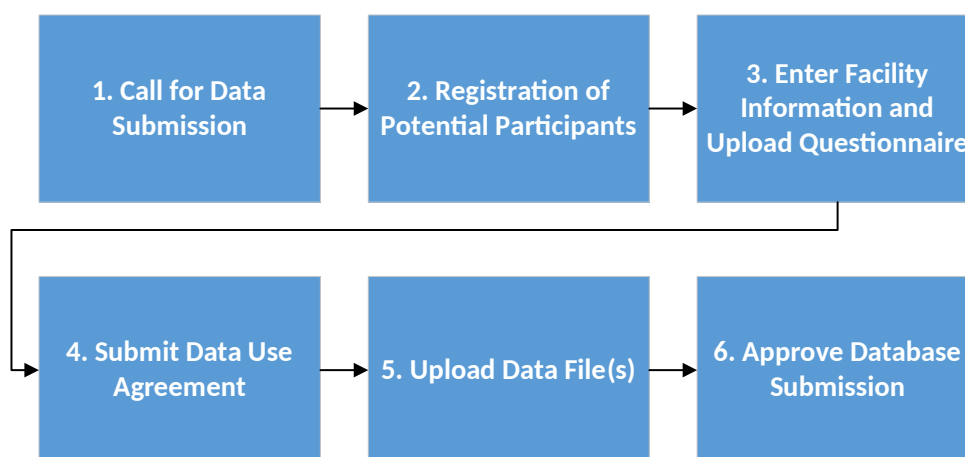 1. Call for Data
Submission
2. Registration of
Potential Participants
3. Enter Facility
Information and
Upload Questionnaire
4. Submit Data Use
Agreement
5. Upload Data File(s)
6. Approve Database
Submission